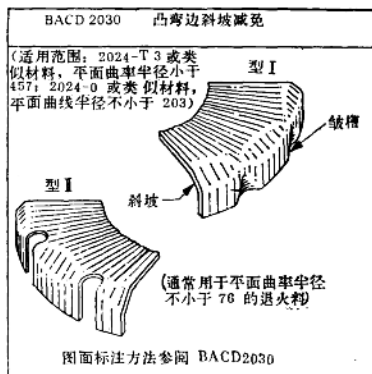 BACD 2030 凸弯边斜坡减免
(适用范围：2024-T 3 或类
似材料，平面曲率半径小于
457；2024-0 或类似材料，
平面曲线半径不小于 203)
型 I
皱槽
斜坡
型 II
(通常用于平面曲率半径
不小于 76 的退火料)
图面标注方法参阅 BACD2030